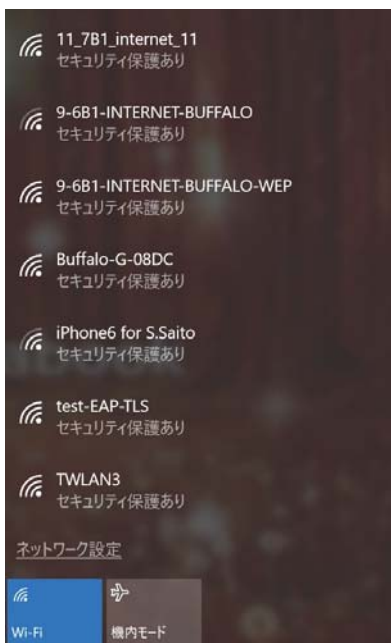 11_7B1_internet_11
セキュリティ保護あり
9-6B1-INTERNET-BUFFALO
セキュリティ保護あり
9-6B1-INTERNET-BUFFALO-WEP
セキュリティ保護あり
Buffalo-G-08DC
セキュリティ保護あり
iPhone6 for S.Saito
セキュリティ保護あり
test-EAP-TLS
セキュリティ保護あり
TWLAN3
セキュリティ保護あり
ネットワーク設定
Wi-Fi
機内モード